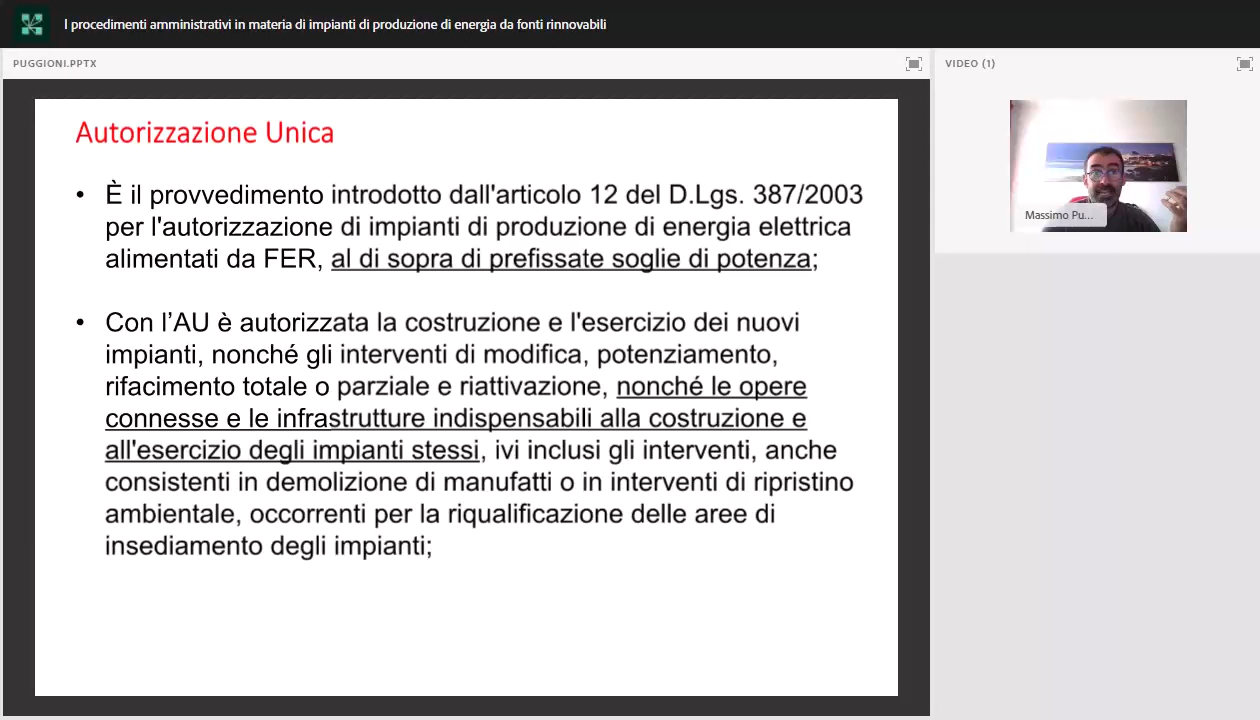 I procedimenti amministrativi in materia di impianti di produzione di energia da fonti rinnovabili
PUGGIONI.PPTX
VIDEO (1)
Autorizzazione Unica
• È il provvedimento introdotto dall'articolo 12 del D.Lgs. 387/2003
per l'autorizzazione di impianti di produzione di energia elettrica
alimentati da FER, al di sopra di prefissate soglie di potenza;
• Con l’AU è autorizzata la costruzione e l'esercizio dei nuovi
impianti, nonché gli interventi di modifica, potenziamento,
rifacimento totale o parziale e riattivazione, nonché le opere
connesse e le infrastrutture indispensabili alla costruzione e
all'esercizio degli impianti stessi, ivi inclusi gli interventi, anche
consistenti in demolizione di manufatti o in interventi di ripristino
ambientale, occorrenti per la riqualificazione delle aree di
insediamento degli impianti;
Massimo Pu...